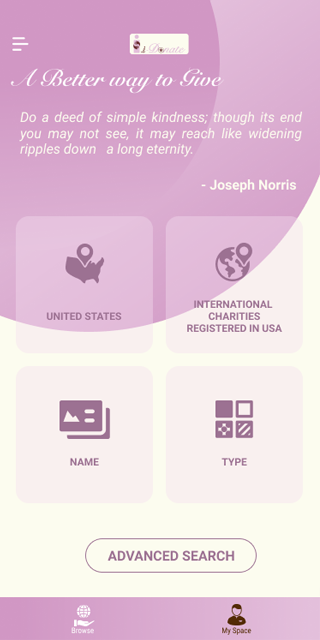 I Donate
A Better way to Give
Do a deed of simple kindness; though its end
you may not see, it may reach like widening
ripples down a long eternity.
- Joseph Norris
UNITED STATES
INTERNATIONAL
CHARITIES
REGISTERED IN USA
NAME
TYPE
ADVANCED SEARCH
Browse
My Space